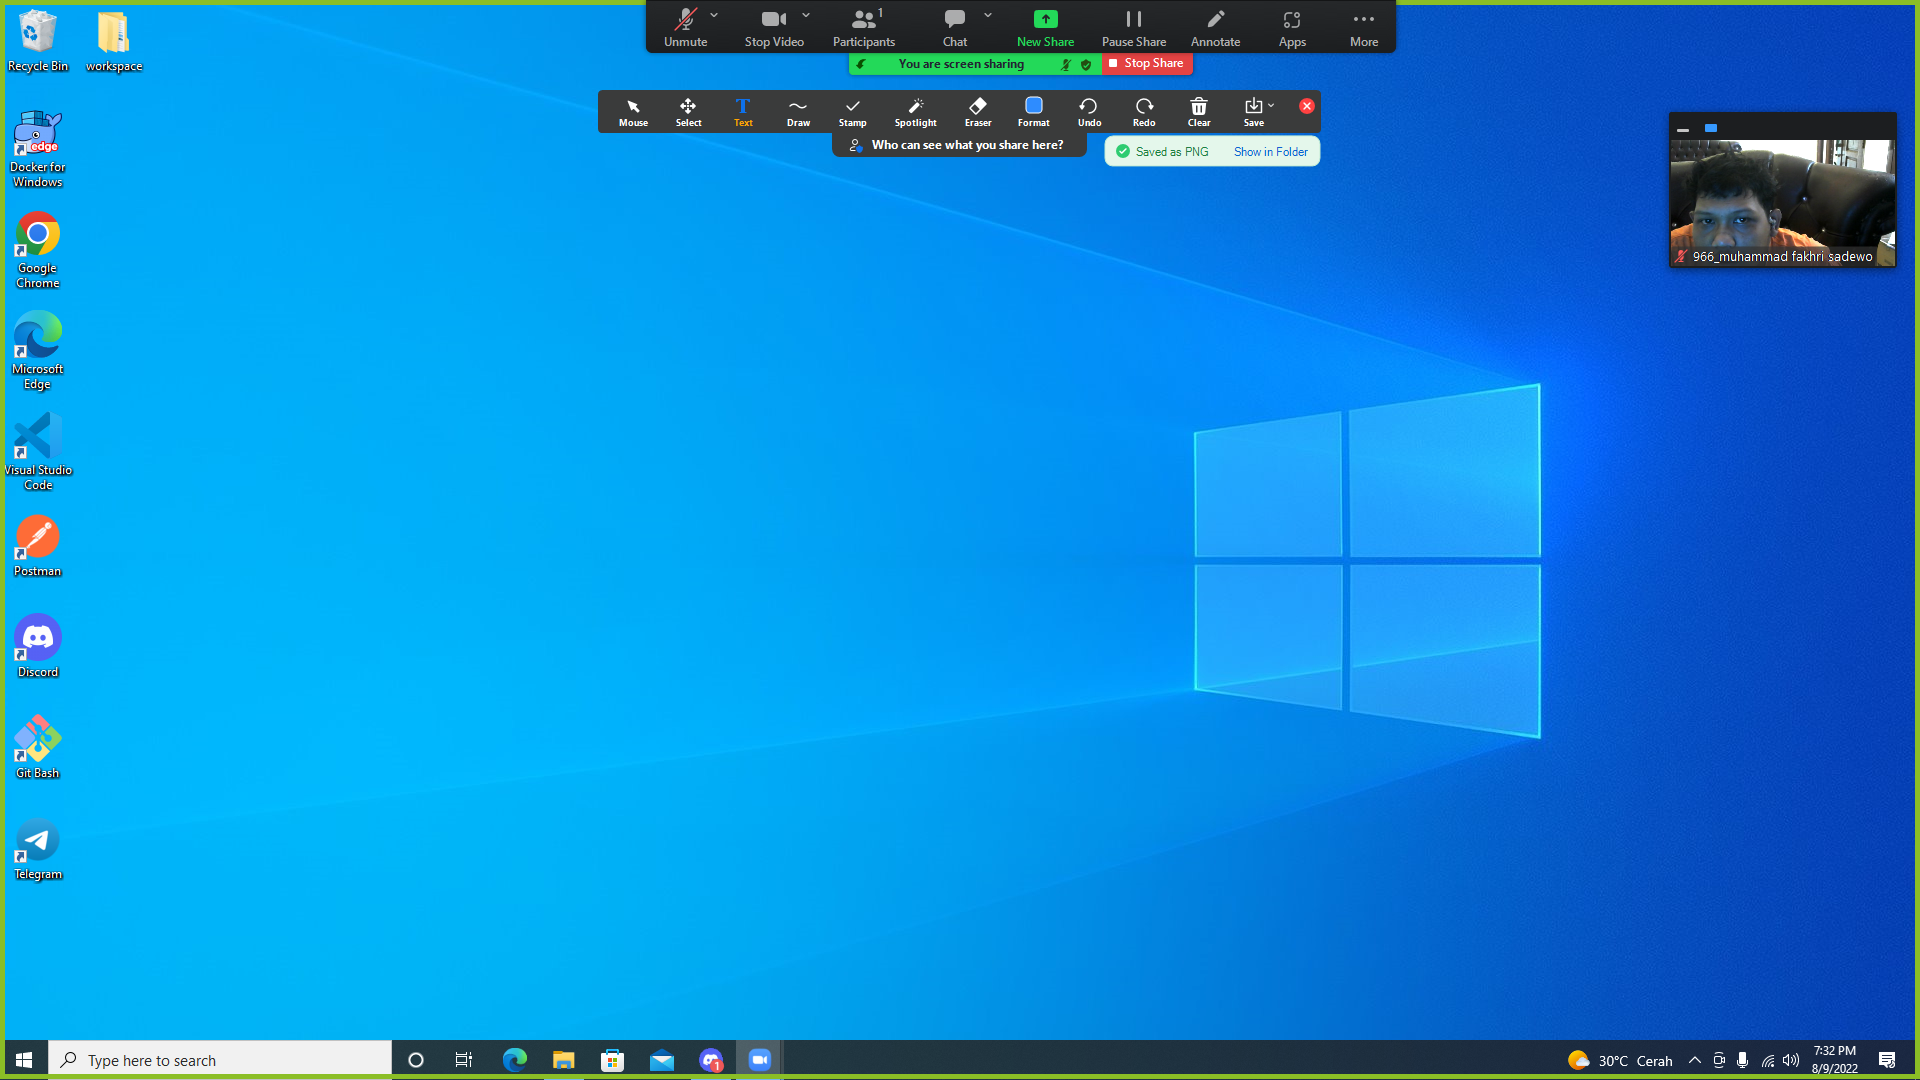 Unmute
Stop Video
Participants
1
Chat
New Share
Pause Share
Annotate
Apps
More
You are screen sharing
Stop Share
Mouse
Select
Text
Draw
Stamp
Spotlight
Eraser
Format
Undo
Redo
Clear
Save
Who can see what you share here?
Saved as PNG
Show in Folder
966_muhammad fakhri sadewo
Recycle Bin
workspace
edge
Docker for
Windows
Google
Chrome
Microsoft
Edge
Visual Studio
Code
Postman
Discord
Git Bash
Telegram
Type here to search
1
30°C Cerah
7:32 PM
8/9/2022